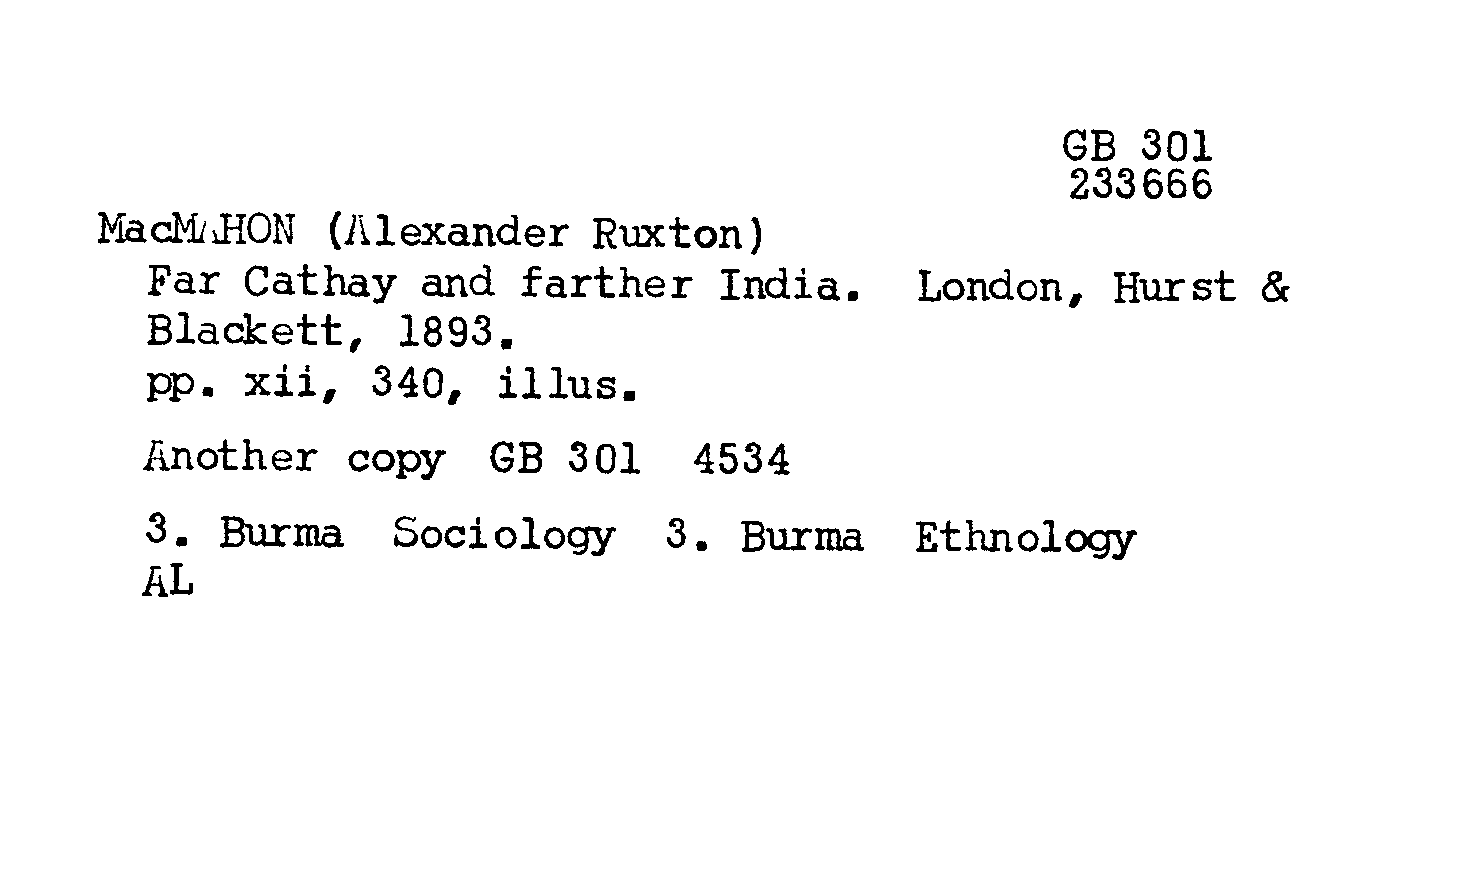 GB 301
233666
MacMAHON (Alexander Ruxton)
Far Cathay and farther India. London, Hurst &
Blackett, 1893.
pp. xii, 340, illus.
Another copy GB 301 4534
3. Burma Sociology 3. Burma Ethnology
AL